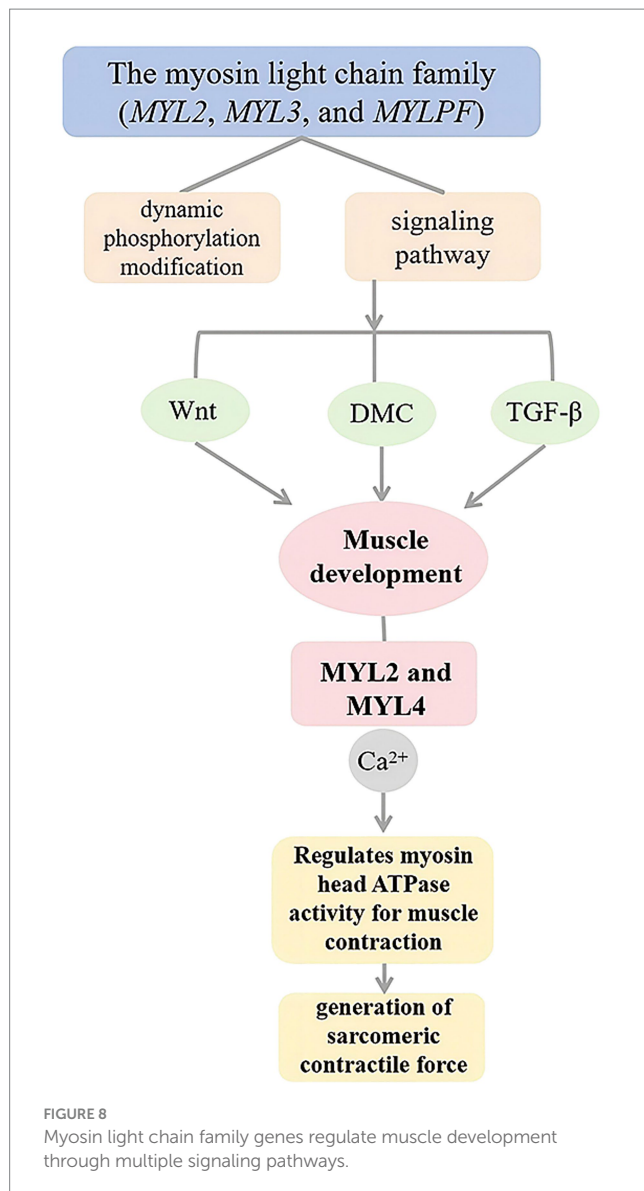 The myosin light chain family
(MYL2, MYL3, and MYLPF)
dynamic
phosphorylation
modification
signaling
pathway
Wnt
DMC
TGF-β
Muscle
development
MYL2 and
MYL4
Ca²⁺
Regulates myosin
head ATPase
activity for muscle
contraction
generation of
sarcomeric
contractile force
FIGURE 8
Myosin light chain family genes regulate muscle development
through multiple signaling pathways.